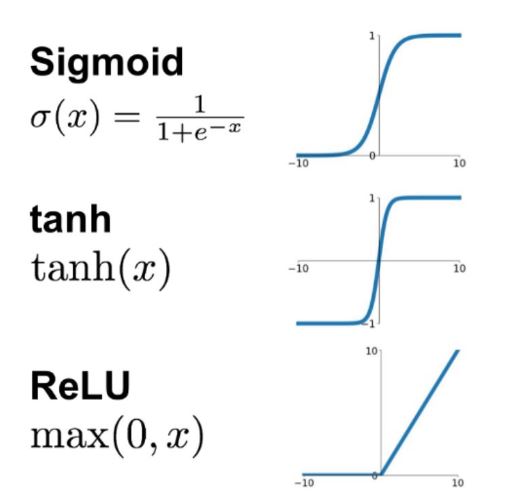 Sigmoid
σ(x) = 1/(1+e^−x)
1
0
−10
10
tanh
tanh(x)
1
−10
10
−1
ReLU
max(0, x)
10
0
−10
10